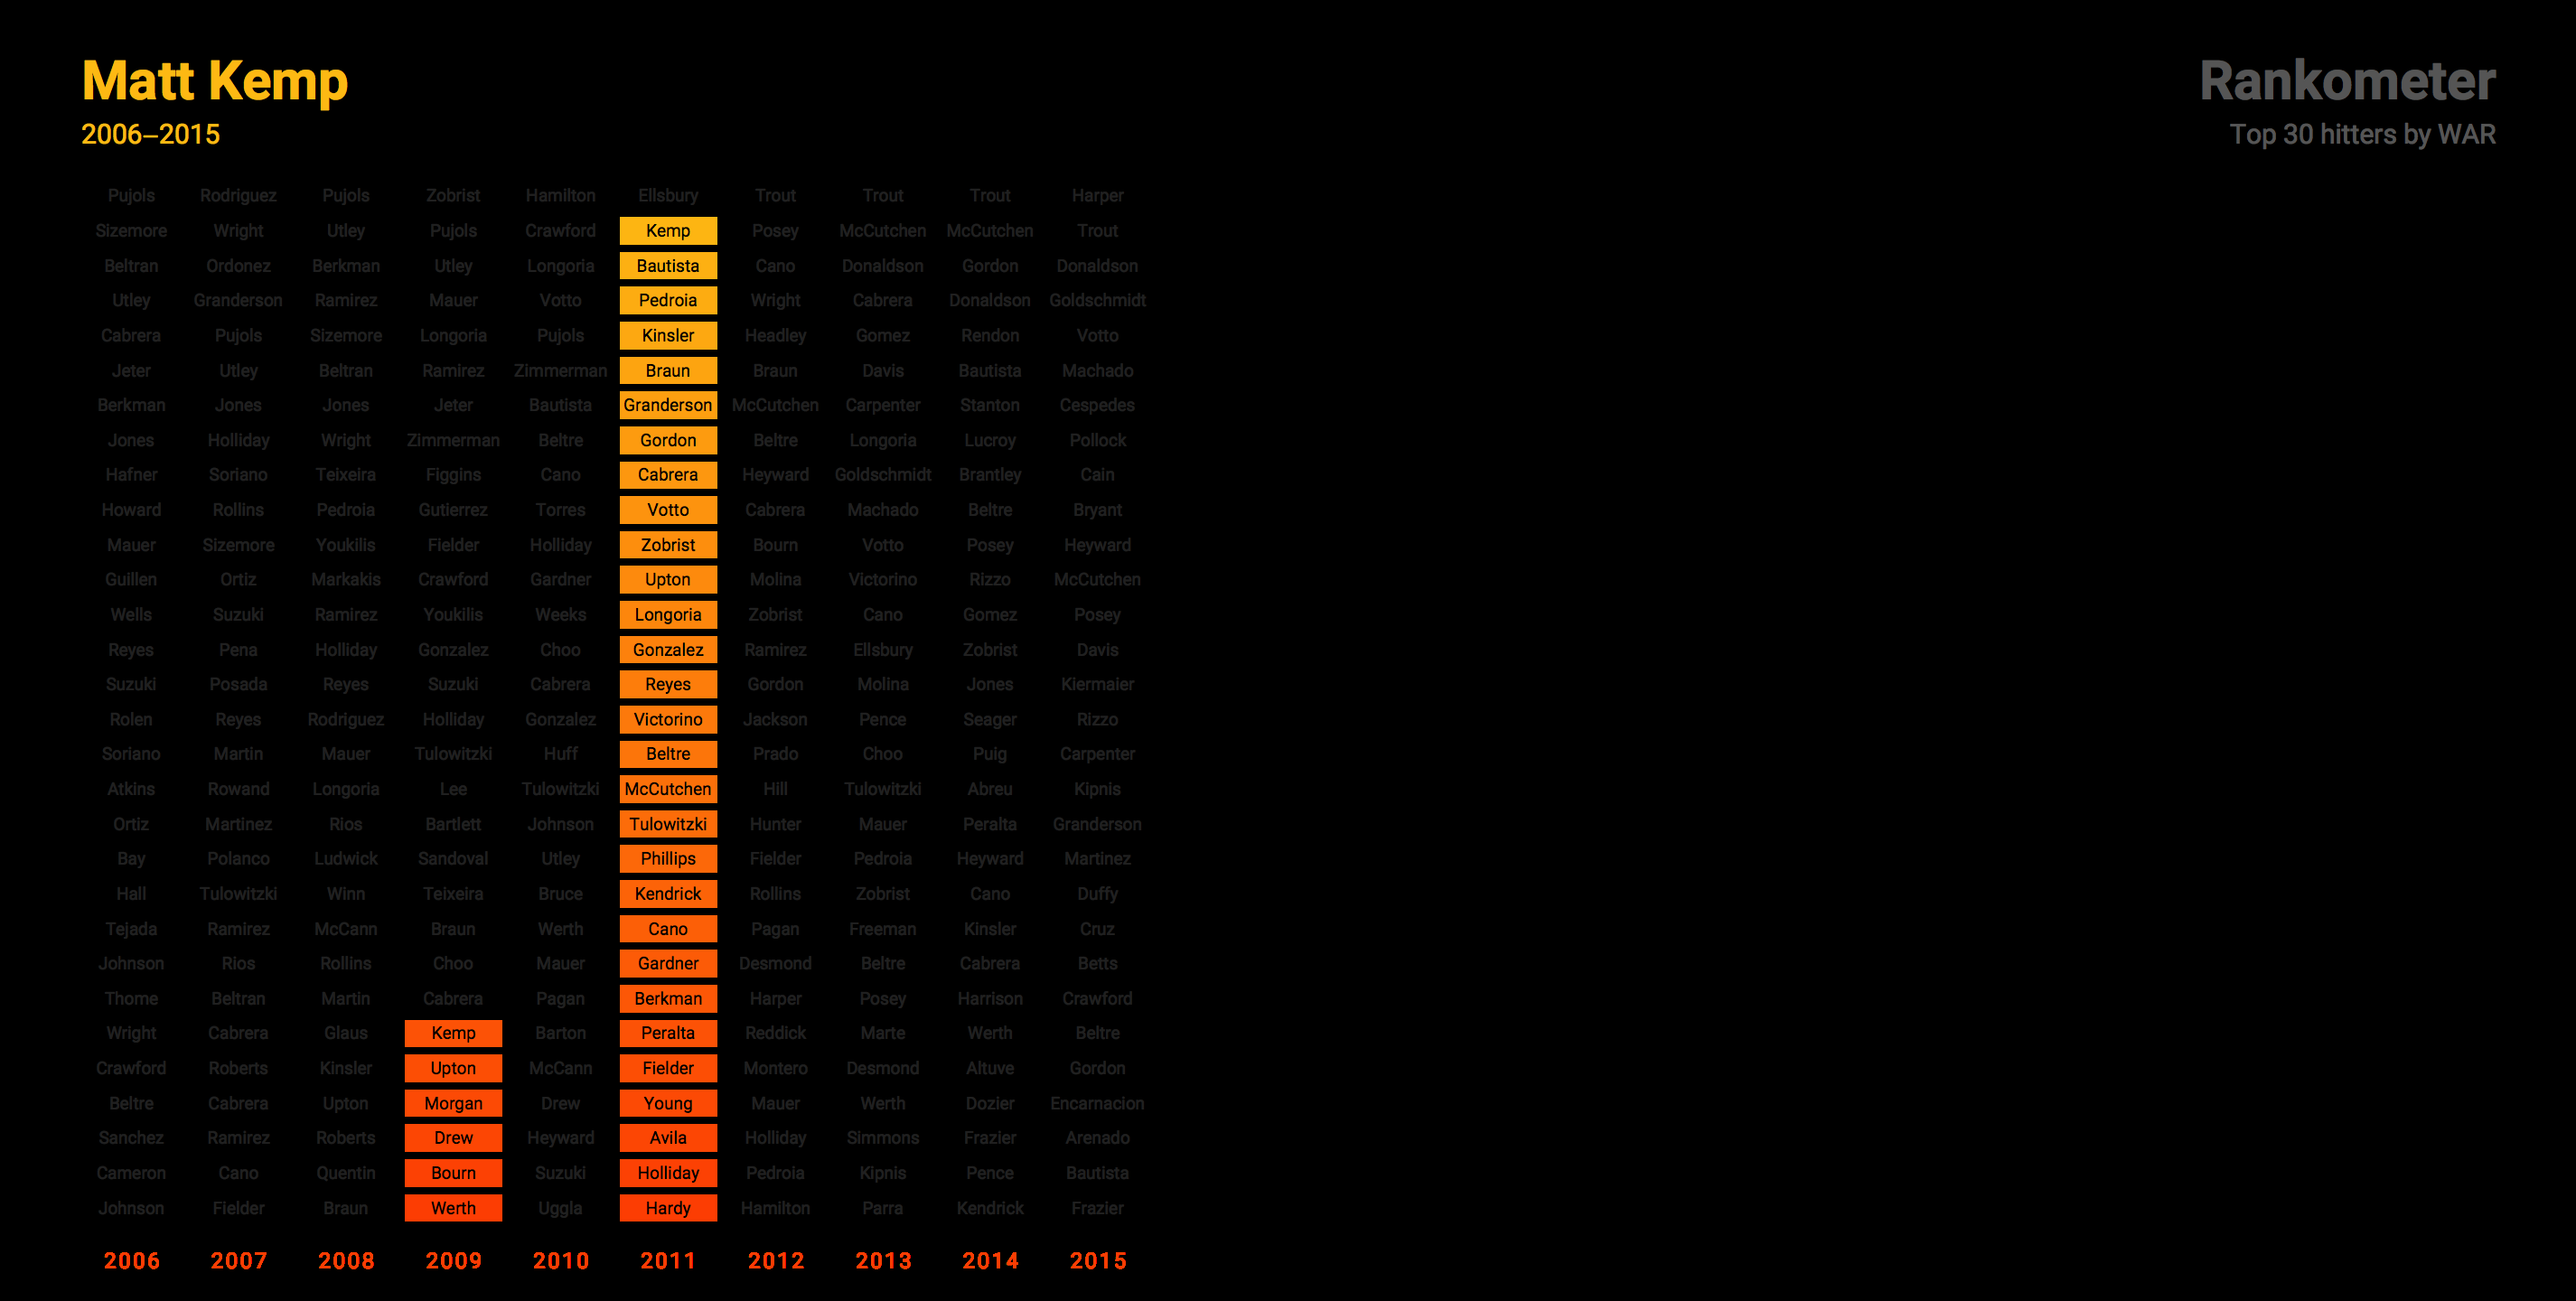 Matt Kemp
2006–2015
Rankometer
Top 30 hitters by WAR
Pujols Rodriguez Pujols Zobrist Hamilton Ellsbury Trout Trout Trout Harper
Sizemore Wright Utley Pujols Crawford Kemp Posey McCutchen McCutchen Trout
Beltran Ordonez Berkman Utley Longoria Bautista Cano Donaldson Gordon Donaldson
Utley Granderson Ramirez Mauer Votto Pedroia Wright Cabrera Donaldson Goldschmidt
Cabrera Pujols Sizemore Longoria Pujols Kinsler Headley Gomez Rendon Votto
Jeter Utley Beltran Ramirez Zimmerman Braun Braun Davis Bautista Machado
Berkman Jones Jones Jeter Bautista Granderson McCutchen Carpenter Stanton Cespedes
Jones Holliday Wright Zimmerman Beltre Gordon Beltre Longoria Lucroy Pollock
Hafner Soriano Teixeira Figgins Cano Cabrera Heyward Goldschmidt Brantley Cain
Howard Rollins Pedroia Gutierrez Torres Votto Cabrera Machado Beltre Bryant
Mauer Sizemore Youkilis Fielder Holliday Zobrist Bourn Votto Posey Heyward
Guillen Ortiz Markakis Crawford Gardner Upton Molina Victorino Rizzo McCutchen
Wells Suzuki Ramirez Youkilis Weeks Longoria Zobrist Cano Gomez Posey
Reyes Pena Holliday Gonzalez Choo Gonzalez Ramirez Ellsbury Zobrist Davis
Suzuki Posada Reyes Suzuki Cabrera Reyes Gordon Molina Jones Kiermaier
Rolen Reyes Rodriguez Holliday Gonzalez Victorino Jackson Pence Seager Rizzo
Soriano Martin Mauer Tulowitzki Huff Beltre Prado Choo Puig Carpenter
Atkins Rowand Longoria Lee Tulowitzki McCutchen Hill Tulowitzki Abreu Kipnis
Ortiz Martinez Rios Bartlett Johnson Tulowitzki Hunter Mauer Peralta Granderson
Bay Polanco Ludwick Sandoval Utley Phillips Fielder Pedroia Heyward Martinez
Hall Tulowitzki Winn Teixeira Bruce Kendrick Rollins Zobrist Cano Duffy
Tejada Ramirez McCann Braun Werth Cano Pagan Freeman Kinsler Cruz
Johnson Rios Rollins Choo Mauer Gardner Desmond Beltre Cabrera Betts
Thome Beltran Martin Cabrera Pagan Berkman Harper Posey Harrison Crawford
Wright Cabrera Glaus Kemp Barton Peralta Reddick Marte Werth Beltre
Crawford Roberts Kinsler Upton McCann Fielder Montero Desmond Altuve Gordon
Beltre Cabrera Upton Morgan Drew Young Mauer Werth Dozier Encarnacion
Sanchez Ramirez Roberts Drew Heyward Avila Holliday Simmons Frazier Arenado
Cameron Cano Quentin Bourn Suzuki Holliday Pedroia Kipnis Pence Bautista
Johnson Fielder Braun Werth Uggla Hardy Hamilton Parra Kendrick Frazier
2006 2007 2008 2009 2010 2011 2012 2013 2014 2015